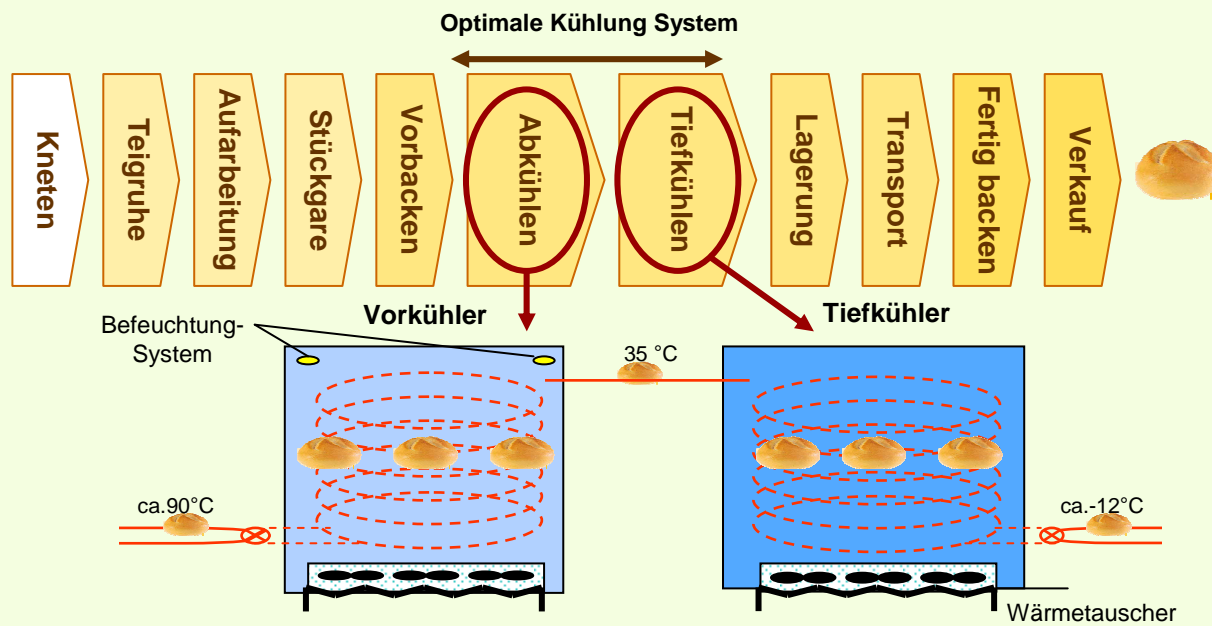 Optimale Kühlung System
Kneten
Teigruhe
Aufarbeitung
Stückgare
Vorbacken
Abkühlen
Tiefkühlen
Lagerung
Transport
Fertig backen
Verkauf
Befeuchtung-
System
Vorkühler
Tiefkühler
35 °C
ca.90°C
ca.-12°C
Wärmetauscher